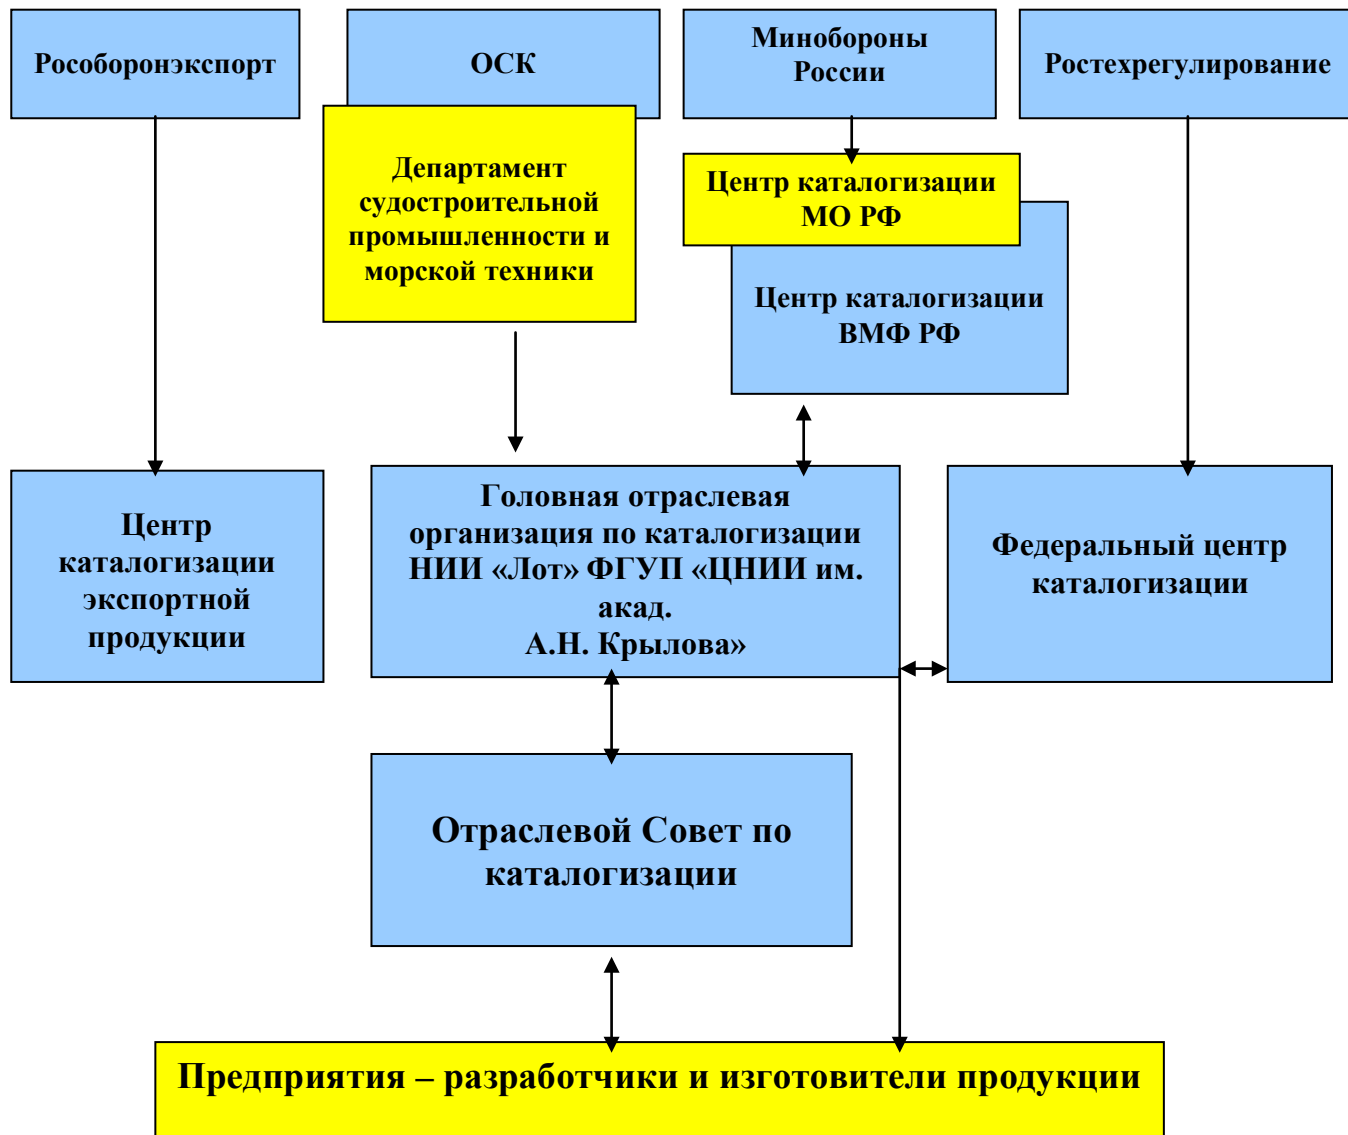 Рособоронэкспорт
ОСК
Минобороны
России
Ростехрегулирование
Департамент
судостроительной
промышленности и
морской техники
Центр каталогизации
МО РФ
Центр каталогизации
ВМФ РФ
Центр
каталогизации
экспортной
продукции
Головная отраслевая
организация по каталогизации
НИИ «Лот» ФГУП «ЦНИИ им.
акад.
А.Н. Крылова»
Федеральный центр
каталогизации
Отраслевой Совет по
каталогизации
Предприятия – разработчики и изготовители продукции